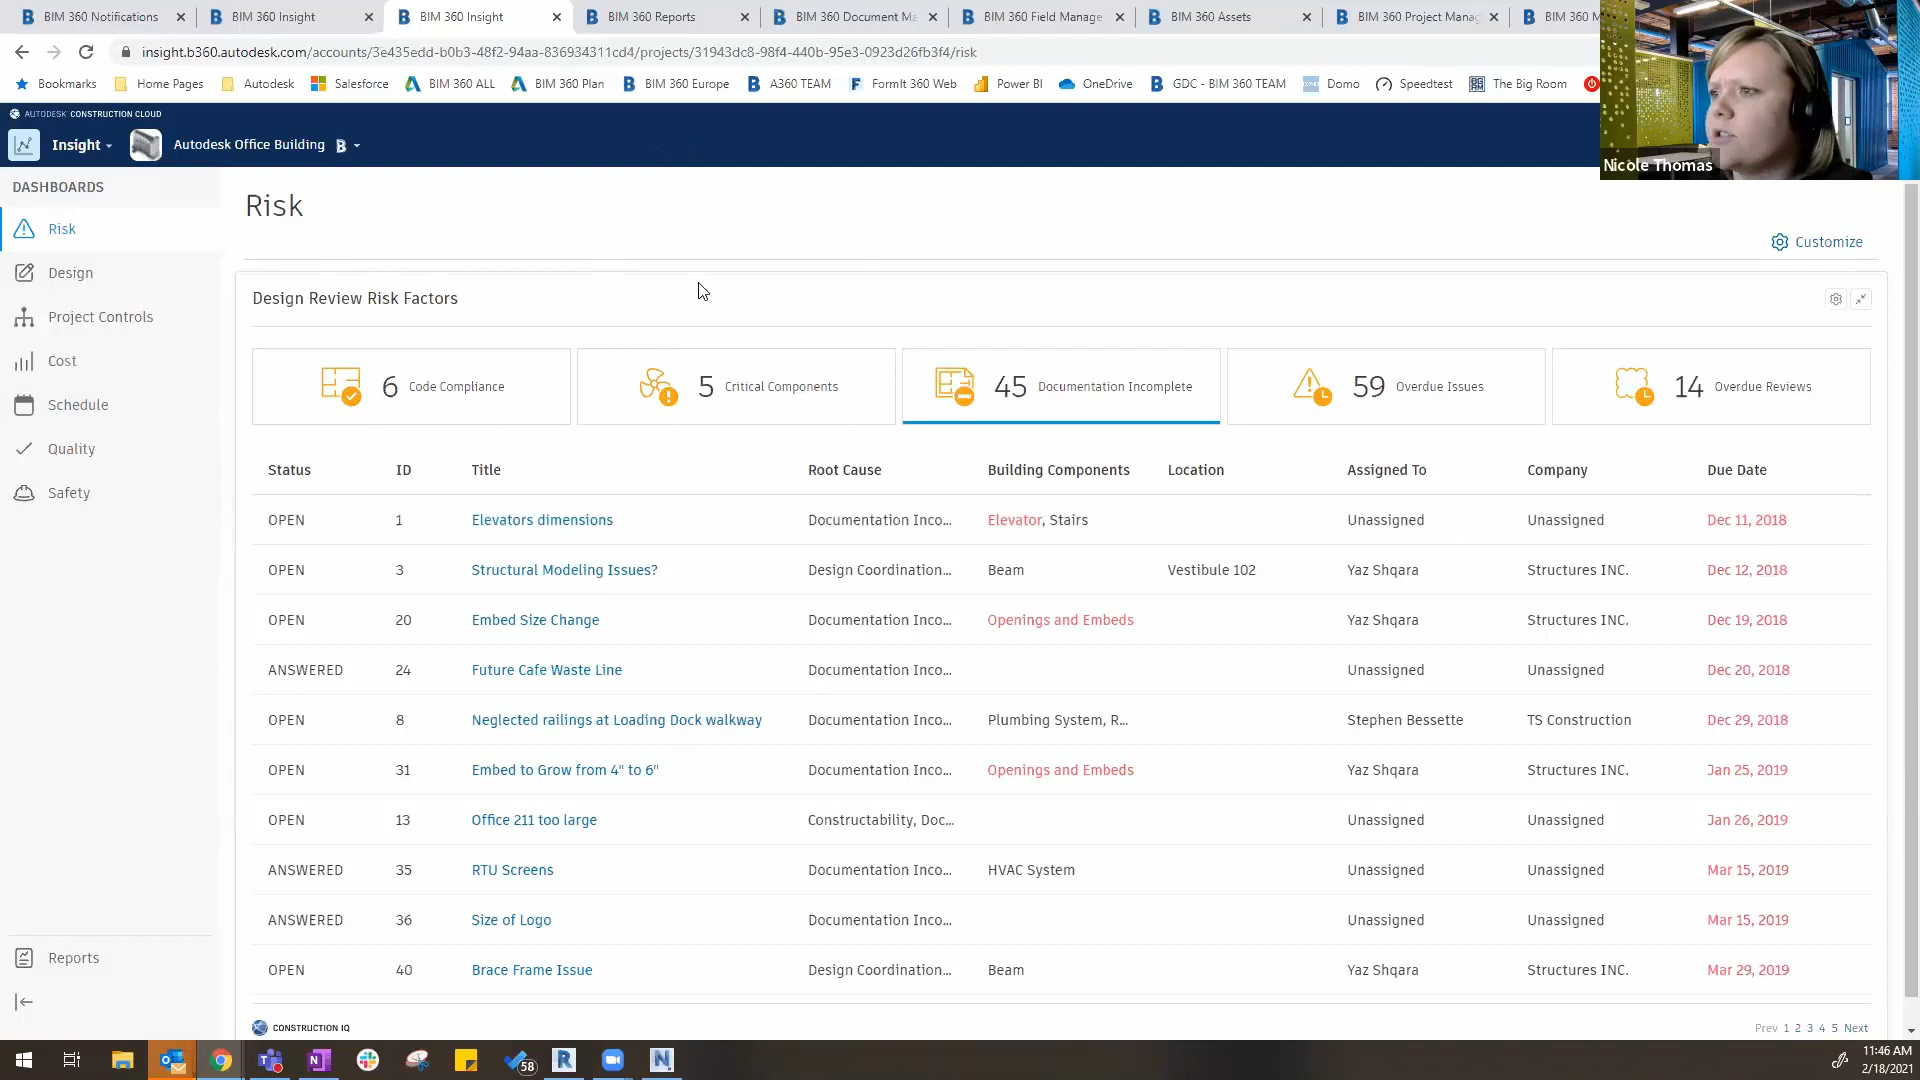 BIM 360 Notifications
BIM 360 Insight
BIM 360 Insight
BIM 360 Reports
BIM 360 Document Ma
BIM 360 Field Manage
BIM 360 Assets
BIM 360 Project Manag
BIM 360 M
insight.b360.autodesk.com/accounts/3e435edd-b0b3-48f2-94aa-836934311cd4/projects/31943dc8-98f4-440b-95e3-0923d26fb3f4/risk
Bookmarks
Home Pages
Autodesk
Salesforce
BIM 360 ALL
BIM 360 Plan
BIM 360 Europe
A360 TEAM
FormIt 360 Web
Power BI
OneDrive
GDC - BIM 360 TEAM
Domo
Speedtest
The Big Room
Nicole Thomas
AUTODESK CONSTRUCTION CLOUD
Insight
Autodesk Office Building
DASHBOARDS
Risk
Design
Project Controls
Cost
Schedule
Quality
Safety
Reports
Risk
Customize
Design Review Risk Factors
6 Code Compliance
5 Critical Components
45 Documentation Incomplete
59 Overdue Issues
14 Overdue Reviews
Status ID Title Root Cause Building Components Location Assigned To Company Due Date
OPEN 1 Elevators dimensions Documentation Inco... Elevator, Stairs Unassigned Unassigned Dec 11, 2018
OPEN 3 Structural Modeling Issues? Design Coordination... Beam Vestibule 102 Yaz Shqara Structures INC. Dec 12, 2018
OPEN 20 Embed Size Change Documentation Inco... Openings and Embeds Yaz Shqara Structures INC. Dec 19, 2018
ANSWERED 24 Future Cafe Waste Line Documentation Inco... Unassigned Unassigned Dec 20, 2018
OPEN 8 Neglected railings at Loading Dock walkway Documentation Inco... Plumbing System, R... Stephen Bessette TS Construction Dec 29, 2018
OPEN 31 Embed to Grow from 4" to 6" Documentation Inco... Openings and Embeds Yaz Shqara Structures INC. Jan 25, 2019
OPEN 13 Office 211 too large Constructability, Doc... Unassigned Unassigned Jan 26, 2019
ANSWERED 35 RTU Screens Documentation Inco... HVAC System Unassigned Unassigned Mar 15, 2019
ANSWERED 36 Size of Logo Documentation Inco... Unassigned Unassigned Mar 15, 2019
OPEN 40 Brace Frame Issue Design Coordination... Beam Yaz Shqara Structures INC. Mar 29, 2019
CONSTRUCTION IQ
Prev 1 2 3 4 5 Next
58
11:46 AM
2/18/2021